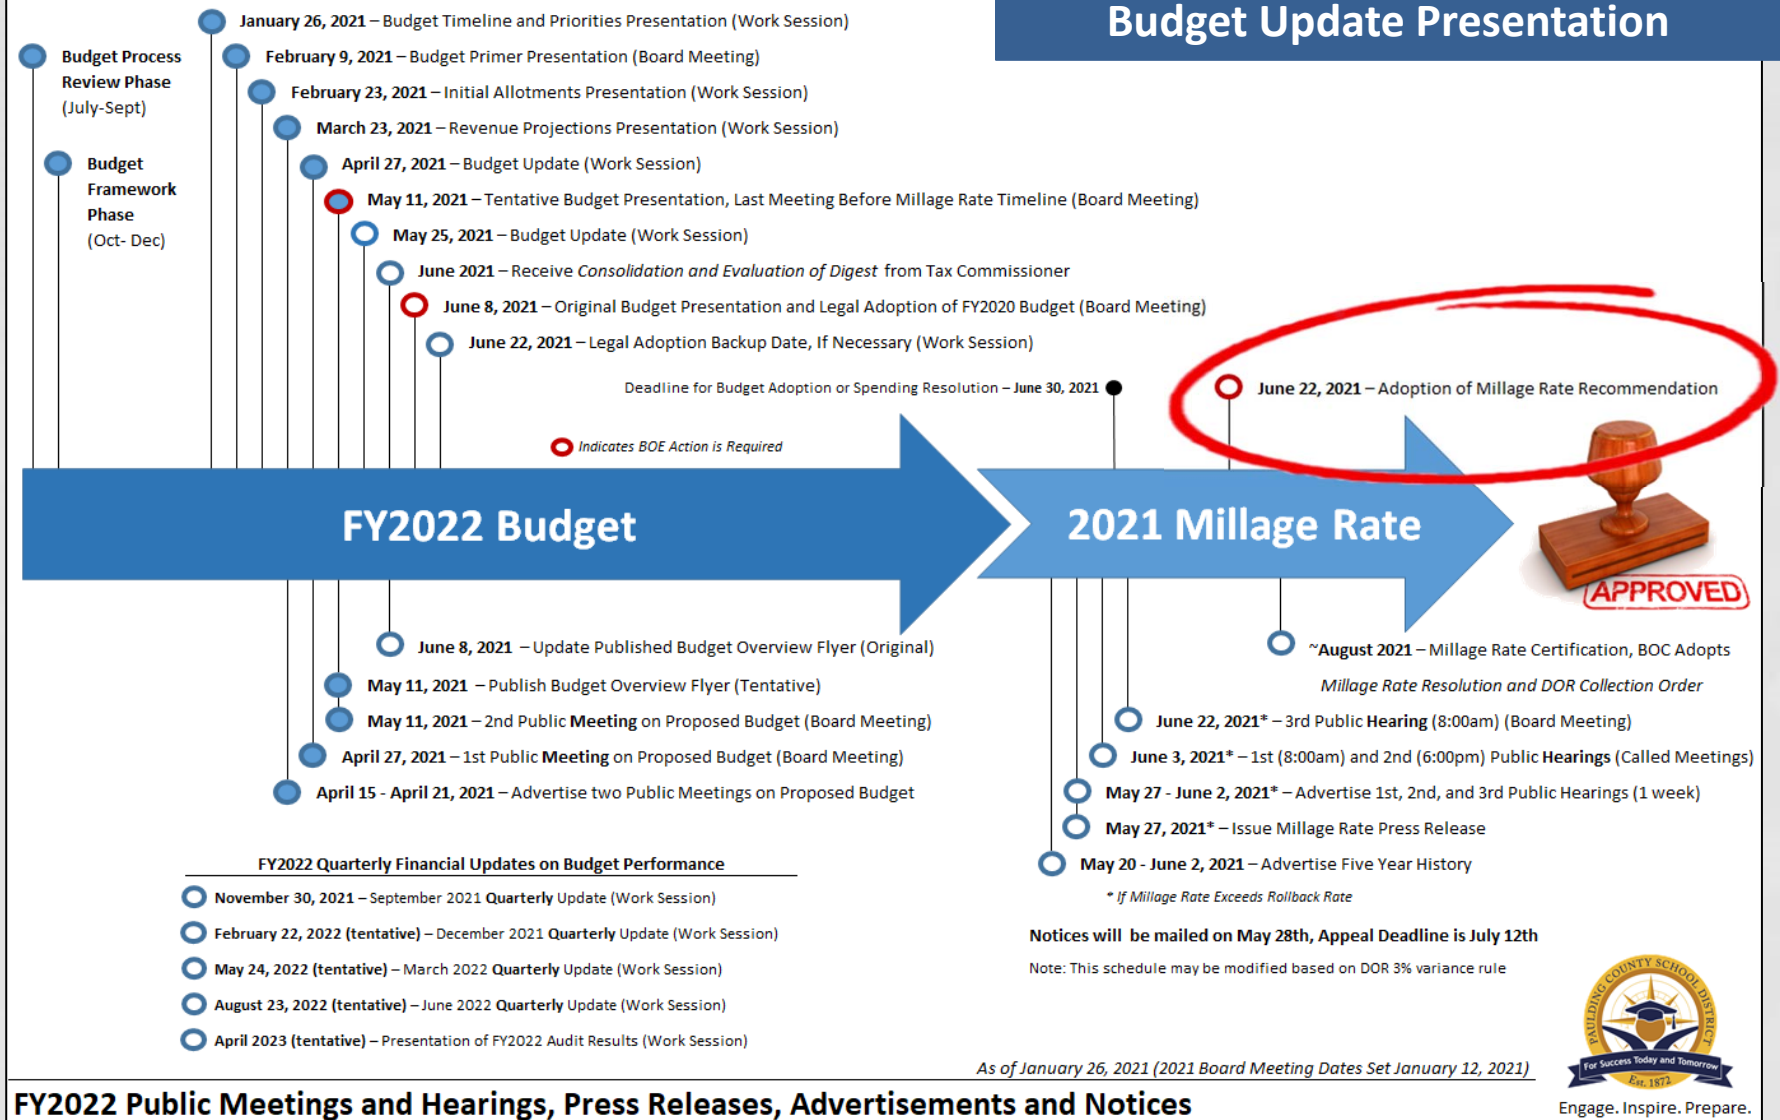 Budget Update Presentation
January 26, 2021 – Budget Timeline and Priorities Presentation (Work Session)
Budget Process
Review Phase
(July-Sept)
February 9, 2021 – Budget Primer Presentation (Board Meeting)
February 23, 2021 – Initial Allotments Presentation (Work Session)
March 23, 2021 – Revenue Projections Presentation (Work Session)
Budget
Framework
Phase
(Oct- Dec)
April 27, 2021 – Budget Update (Work Session)
May 11, 2021 – Tentative Budget Presentation, Last Meeting Before Millage Rate Timeline (Board Meeting)
May 25, 2021 – Budget Update (Work Session)
June 2021 – Receive Consolidation and Evaluation of Digest from Tax Commissioner
June 8, 2021 – Original Budget Presentation and Legal Adoption of FY2020 Budget (Board Meeting)
June 22, 2021 – Legal Adoption Backup Date, If Necessary (Work Session)
Deadline for Budget Adoption or Spending Resolution – June 30, 2021
June 22, 2021 – Adoption of Millage Rate Recommendation
Indicates BOE Action is Required
FY2022 Budget
2021 Millage Rate
APPROVED
June 8, 2021 – Update Published Budget Overview Flyer (Original)
May 11, 2021 – Publish Budget Overview Flyer (Tentative)
May 11, 2021 – 2nd Public Meeting on Proposed Budget (Board Meeting)
April 27, 2021 – 1st Public Meeting on Proposed Budget (Board Meeting)
April 15 - April 21, 2021 – Advertise two Public Meetings on Proposed Budget
~August 2021 – Millage Rate Certification, BOC Adopts
Millage Rate Resolution and DOR Collection Order
June 22, 2021* – 3rd Public Hearing (8:00am) (Board Meeting)
June 3, 2021* – 1st (8:00am) and 2nd (6:00pm) Public Hearings (Called Meetings)
May 27 - June 2, 2021* – Advertise 1st, 2nd, and 3rd Public Hearings (1 week)
May 27, 2021* – Issue Millage Rate Press Release
May 20 - June 2, 2021 – Advertise Five Year History
* If Millage Rate Exceeds Rollback Rate
FY2022 Quarterly Financial Updates on Budget Performance
November 30, 2021 – September 2021 Quarterly Update (Work Session)
February 22, 2022 (tentative) – December 2021 Quarterly Update (Work Session)
May 24, 2022 (tentative) – March 2022 Quarterly Update (Work Session)
August 23, 2022 (tentative) – June 2022 Quarterly Update (Work Session)
April 2023 (tentative) – Presentation of FY2022 Audit Results (Work Session)
Notices will be mailed on May 28th, Appeal Deadline is July 12th
Note: This schedule may be modified based on DOR 3% variance rule
As of January 26, 2021 (2021 Board Meeting Dates Set January 12, 2021)
PAULDING COUNTY SCHOOL DISTRICT
For Success Today and Tomorrow
Est. 1872
Engage. Inspire. Prepare.
FY2022 Public Meetings and Hearings, Press Releases, Advertisements and Notices